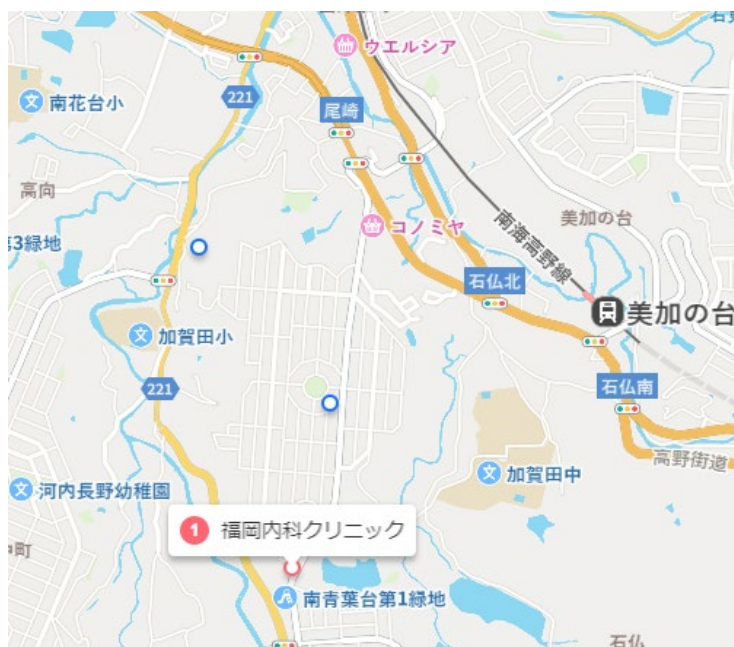 ウエルシア
221
南花台小
尾崎
高向
コノミヤ
南海高野線
美加の台
第3緑地
石仏北
美加の台
加賀田小
221
石仏南
高野街道
加賀田中
河内長野幼稚園
1 福岡内科クリニック
南青葉台第1緑地
石仏